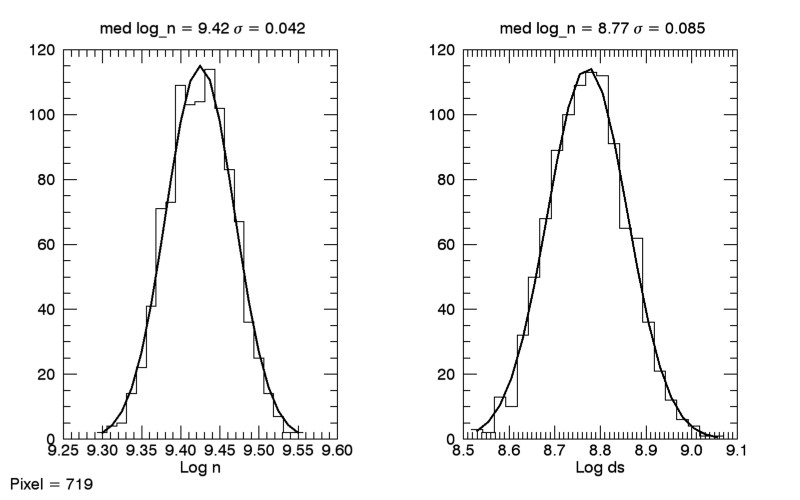 med log_n = 9.42 σ = 0.042
med log_n = 8.77 σ = 0.085
120
100
80
60
40
20
0
9.25 9.30 9.35 9.40 9.45 9.50 9.55 9.60
Log n
120
100
80
60
40
20
0
8.5 8.6 8.7 8.8 8.9 9.0 9.1
Log ds
Pixel = 719